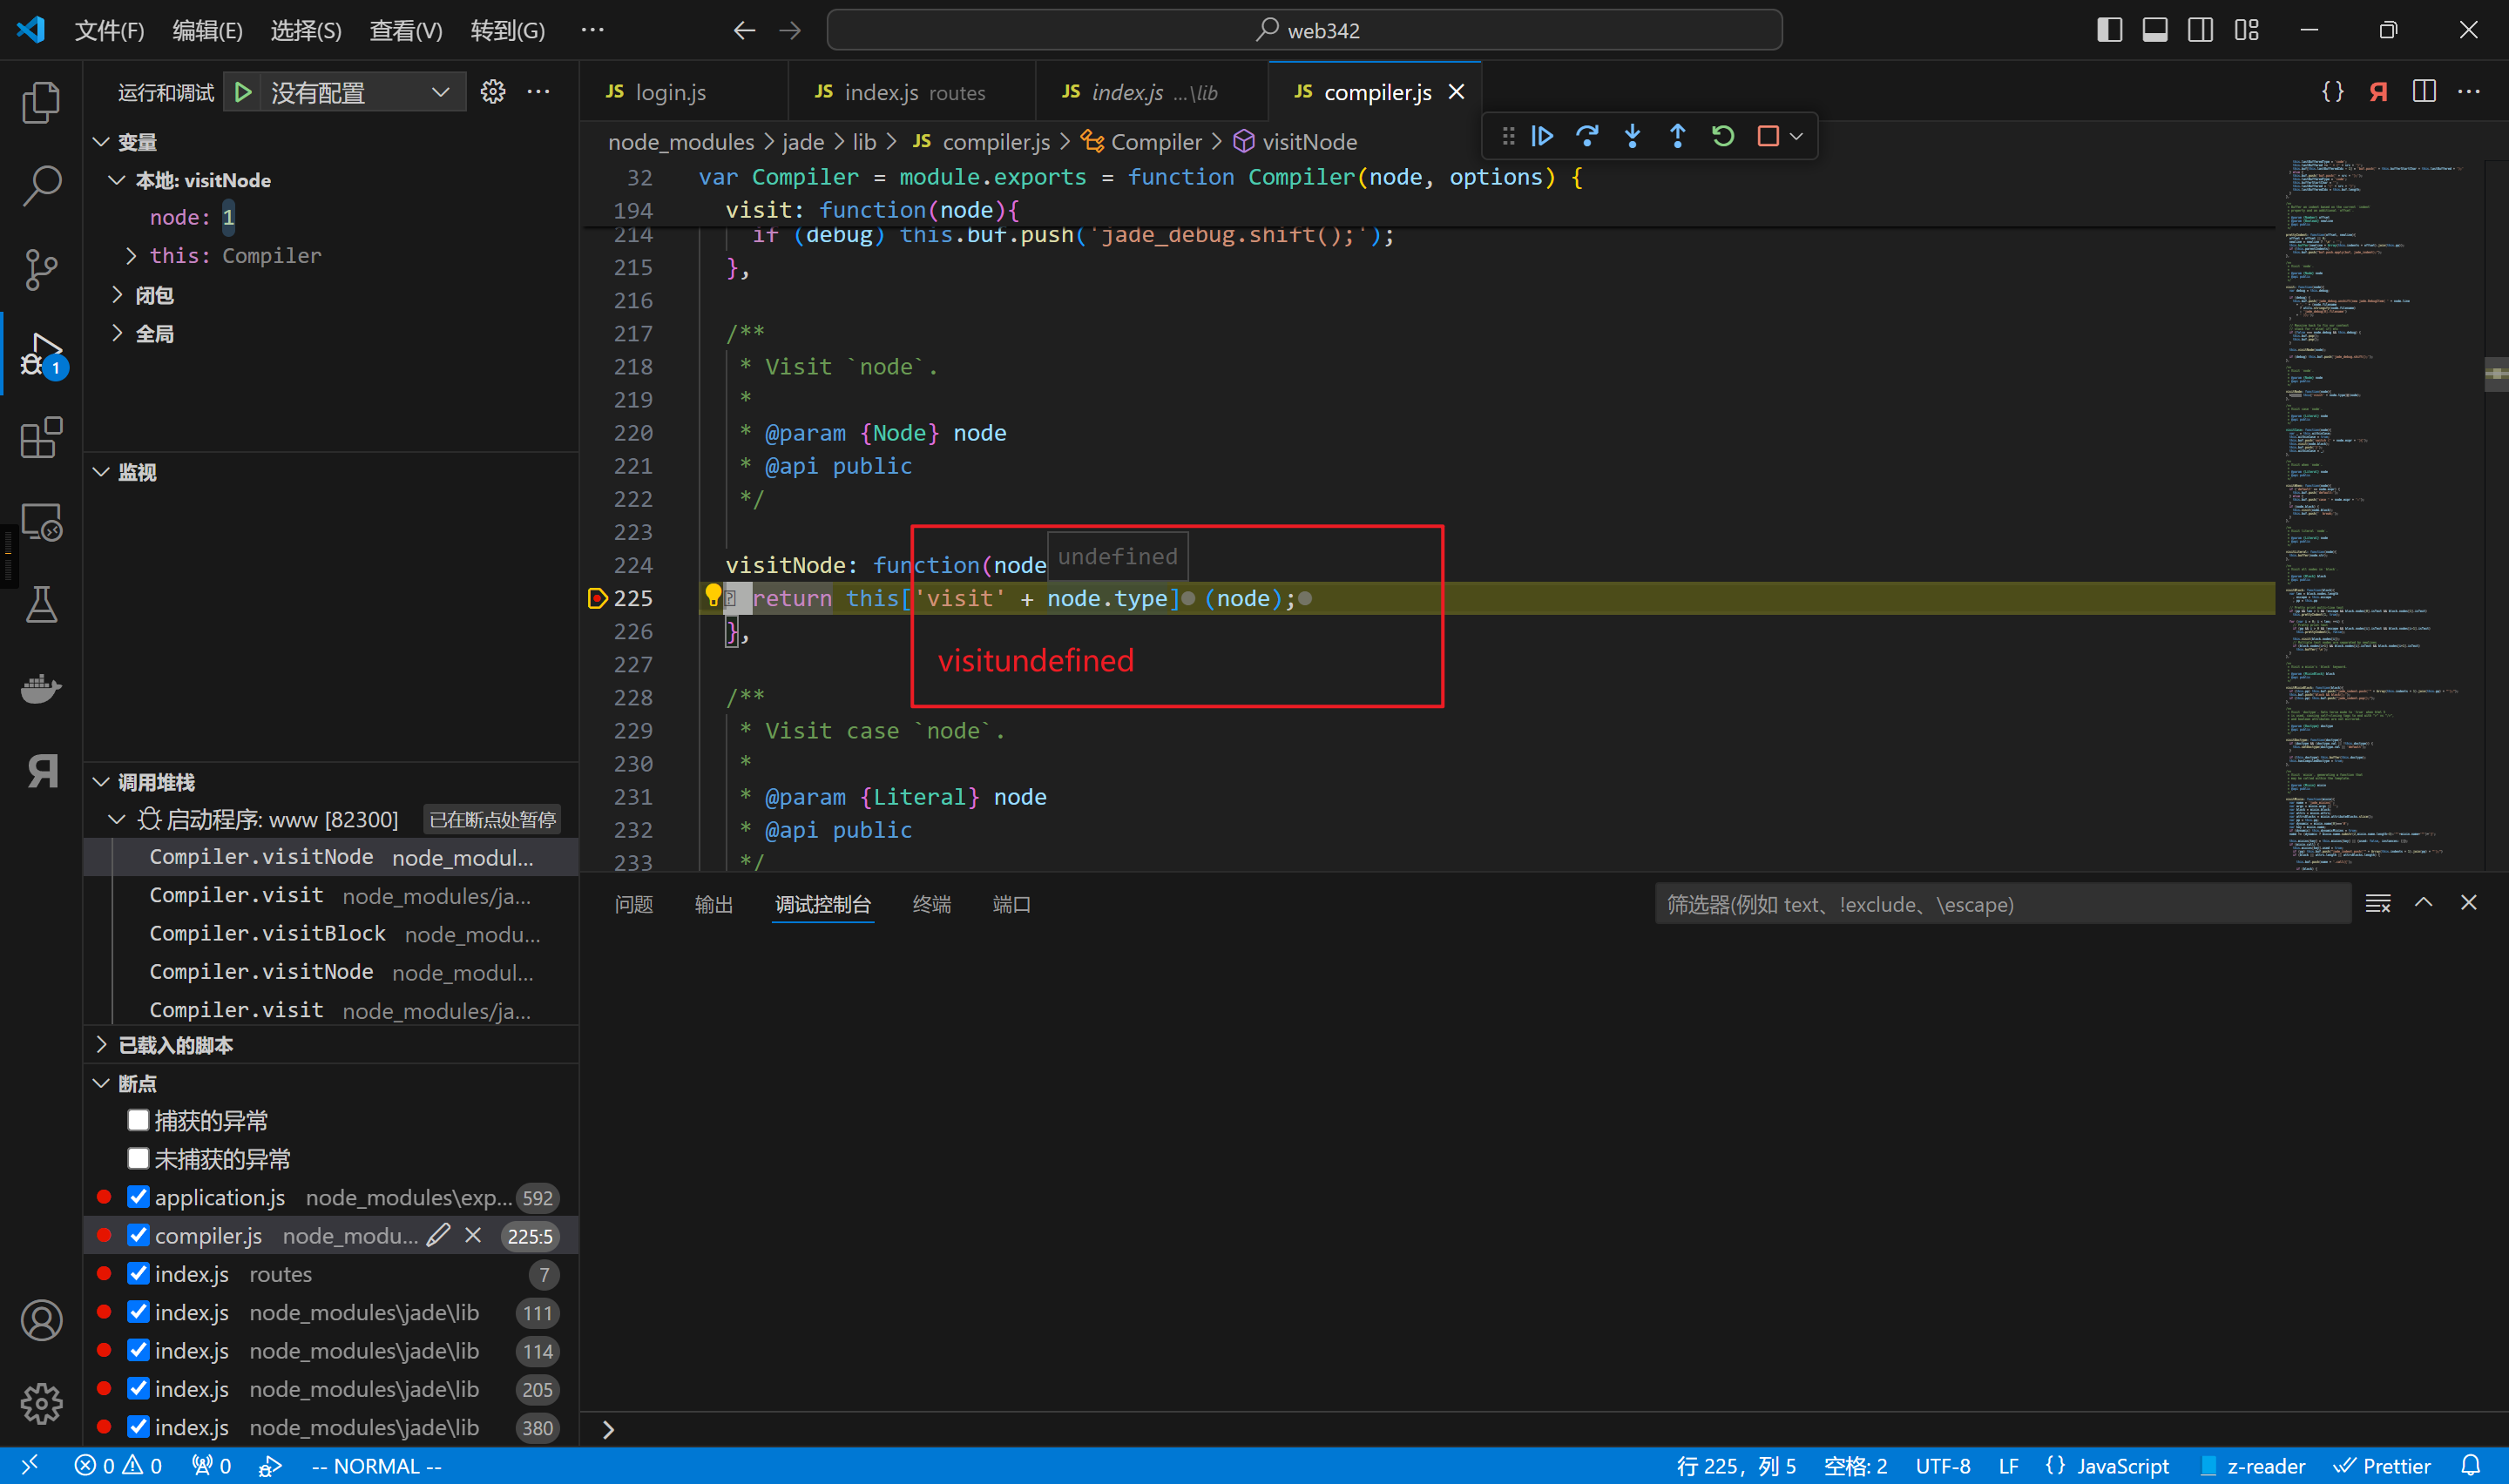 文件(F) 编辑(E) 选择(S) 查看(V) 转到(G) ···
web342
运行和调试 没有配置
变量
本地: visitNode
node: 1
this: Compiler
闭包
全局
监视
调用堆栈
启动程序: www [82300] 已在断点处暂停
Compiler.visitNode node_modul...
Compiler.visit node_modules/ja...
Compiler.visitBlock node_modu...
Compiler.visitNode node_modul...
Compiler.visit node_modules/ja...
已载入的脚本
断点
捕获的异常
未捕获的异常
application.js node_modules\exp... 592
compiler.js node_modu... 225:5
index.js routes 7
index.js node_modules\jade\lib 111
index.js node_modules\jade\lib 114
index.js node_modules\jade\lib 205
index.js node_modules\jade\lib 380
JS login.js JS index.js routes JS index.js ...\lib JS compiler.js
node_modules > jade > lib > JS compiler.js > Compiler > visitNode
32 var Compiler = module.exports = function Compiler(node, options) {
194 visit: function(node){
214 if (debug) this.buf.push('jade_debug.shift();');
215 },
216
217 /**
218 * Visit `node`.
219 *
220 * @param {Node} node
221 * @api public
222 */
223
224 visitNode: function(node
undefined
225 return this['visit' + node.type] (node);
226 },
visitundefined
227
228 /**
229 * Visit case `node`.
230 *
231 * @param {Literal} node
232 * @api public
233 */
问题 输出 调试控制台 终端 端口
筛选器(例如 text、!exclude、\escape)
0 0 0 -- NORMAL --
行 225，列 5 空格: 2 UTF-8 LF {} JavaScript z-reader Prettier